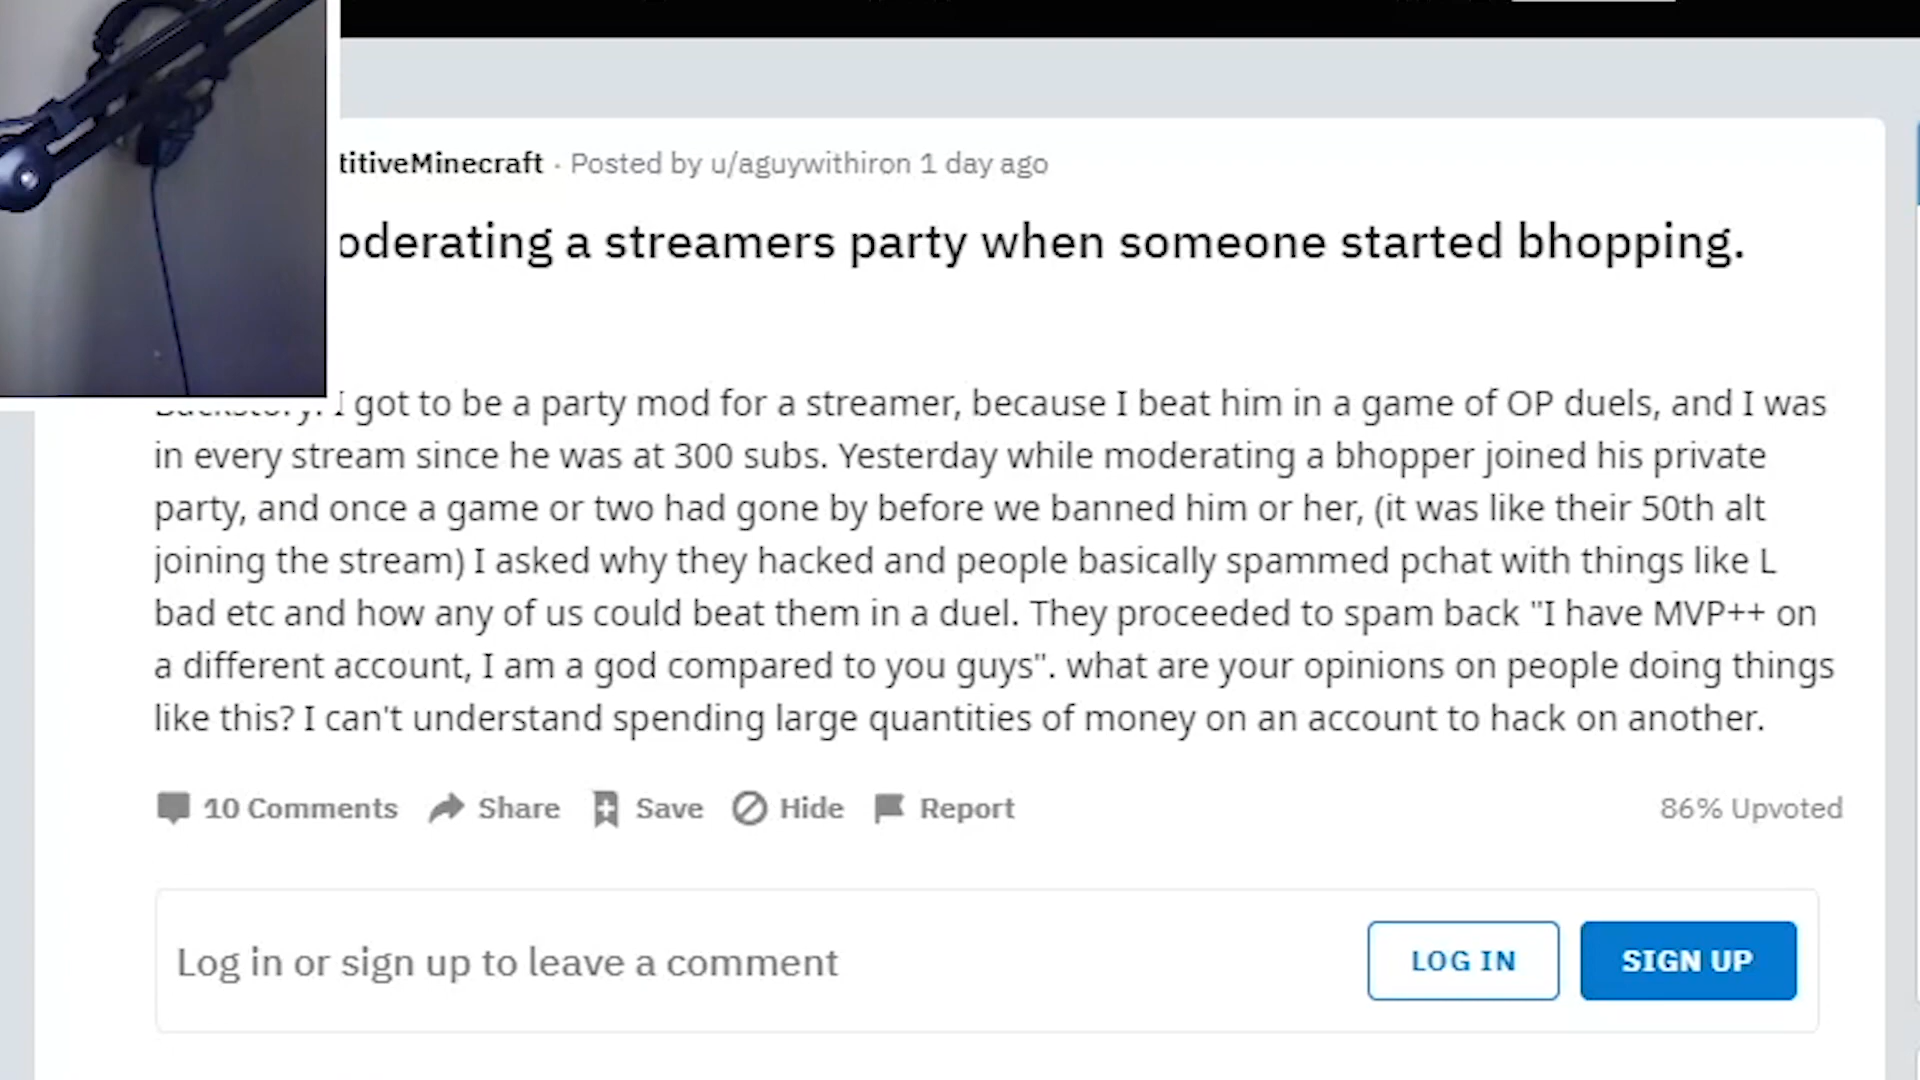 titiveMinecraft · Posted by u/aguywithiron 1 day ago
oderating a streamers party when someone started bhopping.
Backstory: I got to be a party mod for a streamer, because I beat him in a game of OP duels, and I was
in every stream since he was at 300 subs. Yesterday while moderating a bhopper joined his private
party, and once a game or two had gone by before we banned him or her, (it was like their 50th alt
joining the stream) I asked why they hacked and people basically spammed pchat with things like L
bad etc and how any of us could beat them in a duel. They proceeded to spam back "I have MVP++ on
a different account, I am a god compared to you guys". what are your opinions on people doing things
like this? I can't understand spending large quantities of money on an account to hack on another.
10 Comments Share Save Hide Report 86% Upvoted
Log in or sign up to leave a comment LOG IN SIGN UP